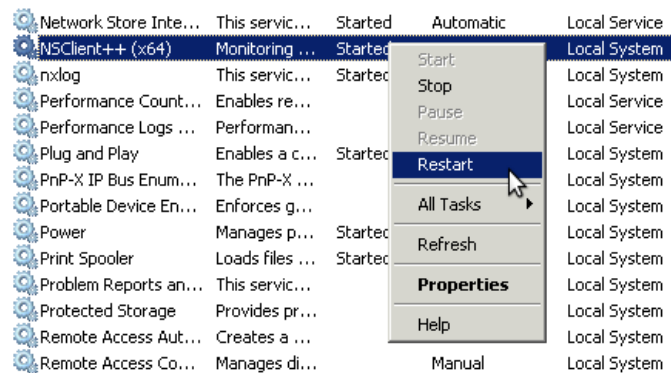 Network Store Inte... This servic... Started Automatic Local Service
NSClient++ (x64) Monitoring ... Started Local System
Start
nxlog This servic... Started Local System
Stop
Performance Count... Enables re... Local Service
Pause
Performance Logs ... Performan... Local Service
Resume
Plug and Play Enables a c... Started Local System
Restart
PnP-X IP Bus Enum... The PnP-X ... Local System
Portable Device En... Enforces g... Local System
All Tasks
Power Manages p... Started Local System
Refresh
Print Spooler Loads files ... Started Local System
Problem Reports an... This servic... Local System
Properties
Protected Storage Provides pr... Local System
Help
Remote Access Aut... Creates a ... Local System
Remote Access Co... Manages di... Manual Local System